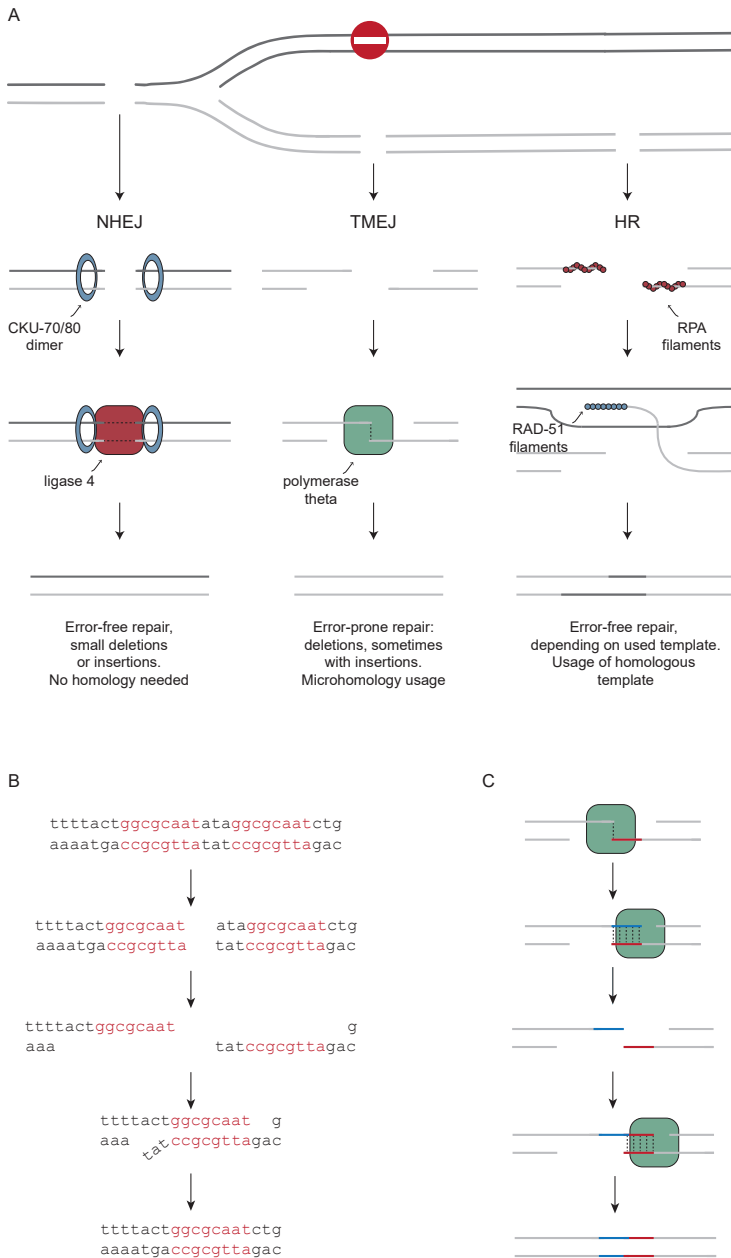 A
NHEJ
TMEJ
HR
CKU-70/80
dimer
RPA
filaments
ligase 4
polymerase
theta
RAD-51
filaments
Error-free repair,
small deletions
or insertions.
No homology needed
Error-prone repair:
deletions, sometimes
with insertions.
Microhomology usage
Error-free repair,
depending on used template.
Usage of homologous
template
B
ttttactggcgcaatataggcgcaatctg
aaaatgaccgcgttatatccgcgttagac
ttttactggcgcaat ataggcgcaatctg
aaaatgaccgcgtta tatccgcgttagac
ttttactggcgcaat g
aaa tatccgcgttagac
ttttactggcgcaat g
aaa tatccgcgttagac
ttttactggcgcaatctg
aaaatgaccgcgttagac
C